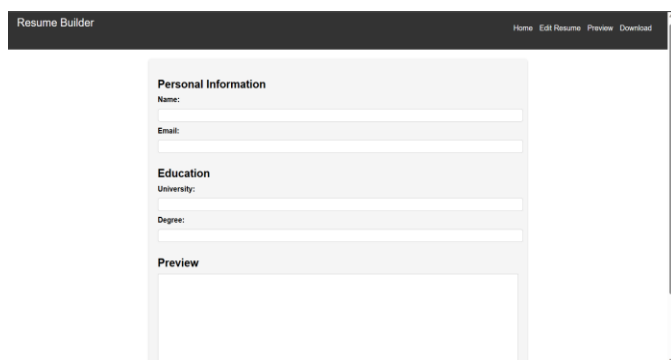 Resume Builder
Home Edit Resume Preview Download
Personal Information
Name:
Email:
Education
University:
Degree:
Preview